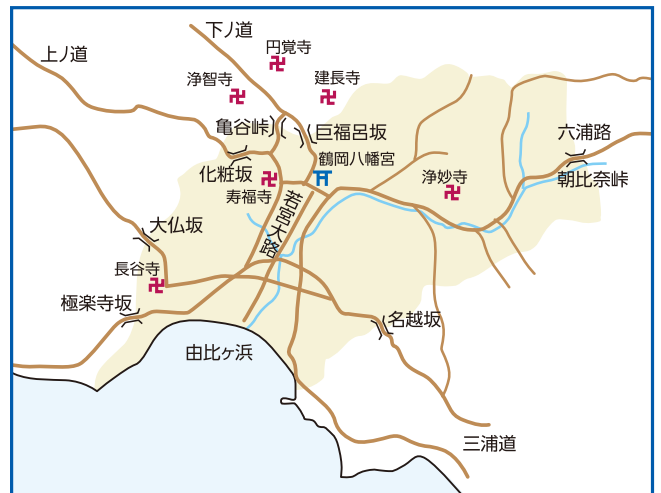 下ノ道
上ノ道
円覚寺
浄智寺
建長寺
亀谷峠
巨福呂坂
六浦路
鶴岡八幡宮
化粧坂
浄妙寺
朝比奈峠
寿福寺
若宮大路
大仏坂
長谷寺
極楽寺坂
名越坂
由比ヶ浜
三浦道